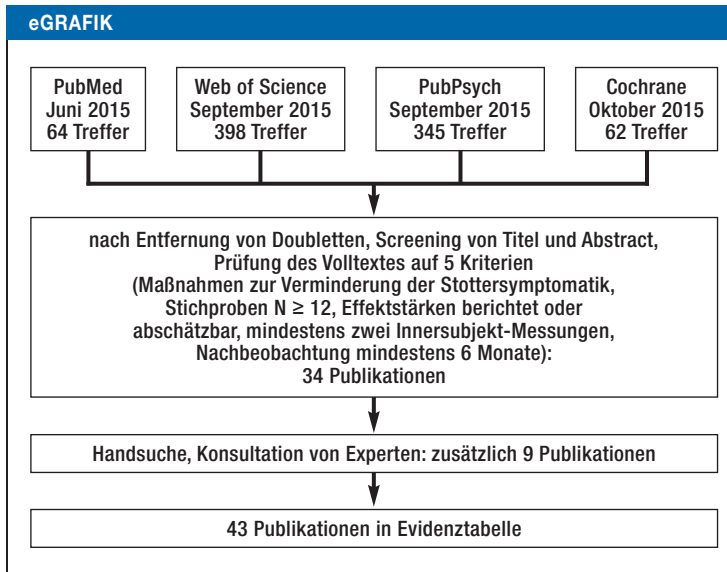 eGRAFIK
PubMed
Juni 2015
64 Treffer
Web of Science
September 2015
398 Treffer
PubPsych
September 2015
345 Treffer
Cochrane
Oktober 2015
62 Treffer
nach Entfernung von Doubletten, Screening von Titel und Abstract,
Prüfung des Volltextes auf 5 Kriterien
(Maßnahmen zur Verminderung der Stottersymptomatik,
Stichproben N ≥ 12, Effektstärken berichtet oder
abschätzbar, mindestens zwei Innersubjekt-Messungen,
Nachbeobachtung mindestens 6 Monate):
34 Publikationen
Handsuche, Konsultation von Experten: zusätzlich 9 Publikationen
43 Publikationen in Evidenztabelle